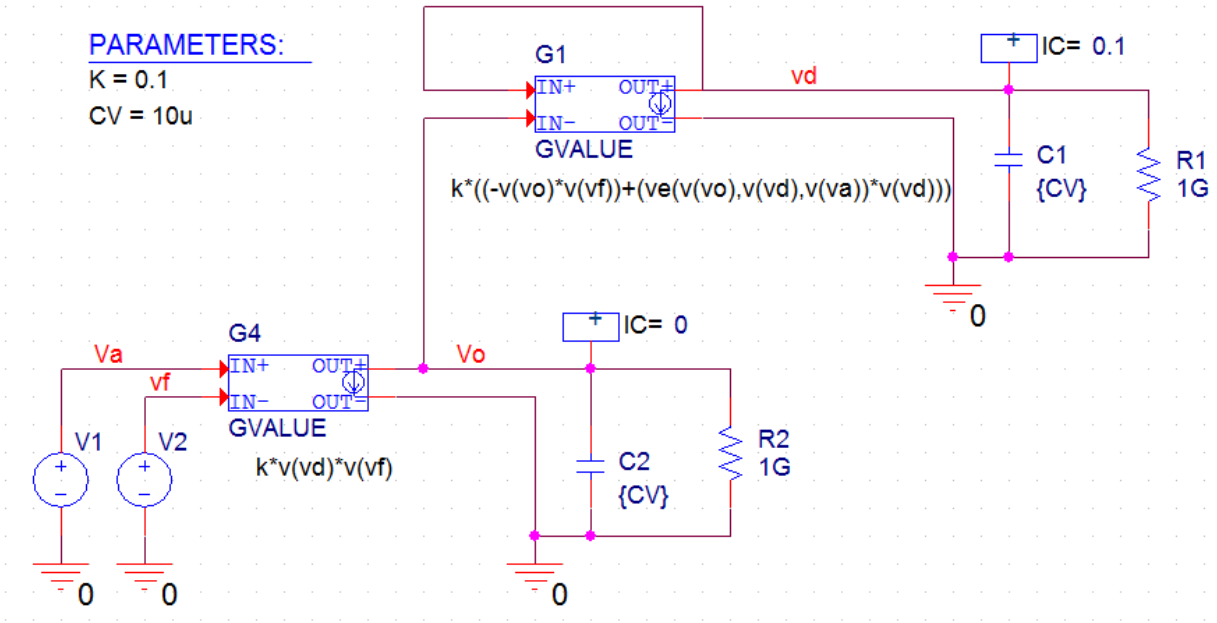 PARAMETERS:
K = 0.1
CV = 10u
G1
IN+ OUT+
IN- OUT-
GVALUE
k*((-v(vo)*v(vf))+(ve(v(vo),v(vd),v(va))*v(vd)))
vd
+ IC= 0.1
C1
{CV}
R1
1G
0
G4
Va
vf
IN+ OUT+
IN- OUT-
GVALUE
k*v(vd)*v(vf)
V1
+
−
V2
+
−
0
0
Vo
+ IC= 0
C2
{CV}
R2
1G
0